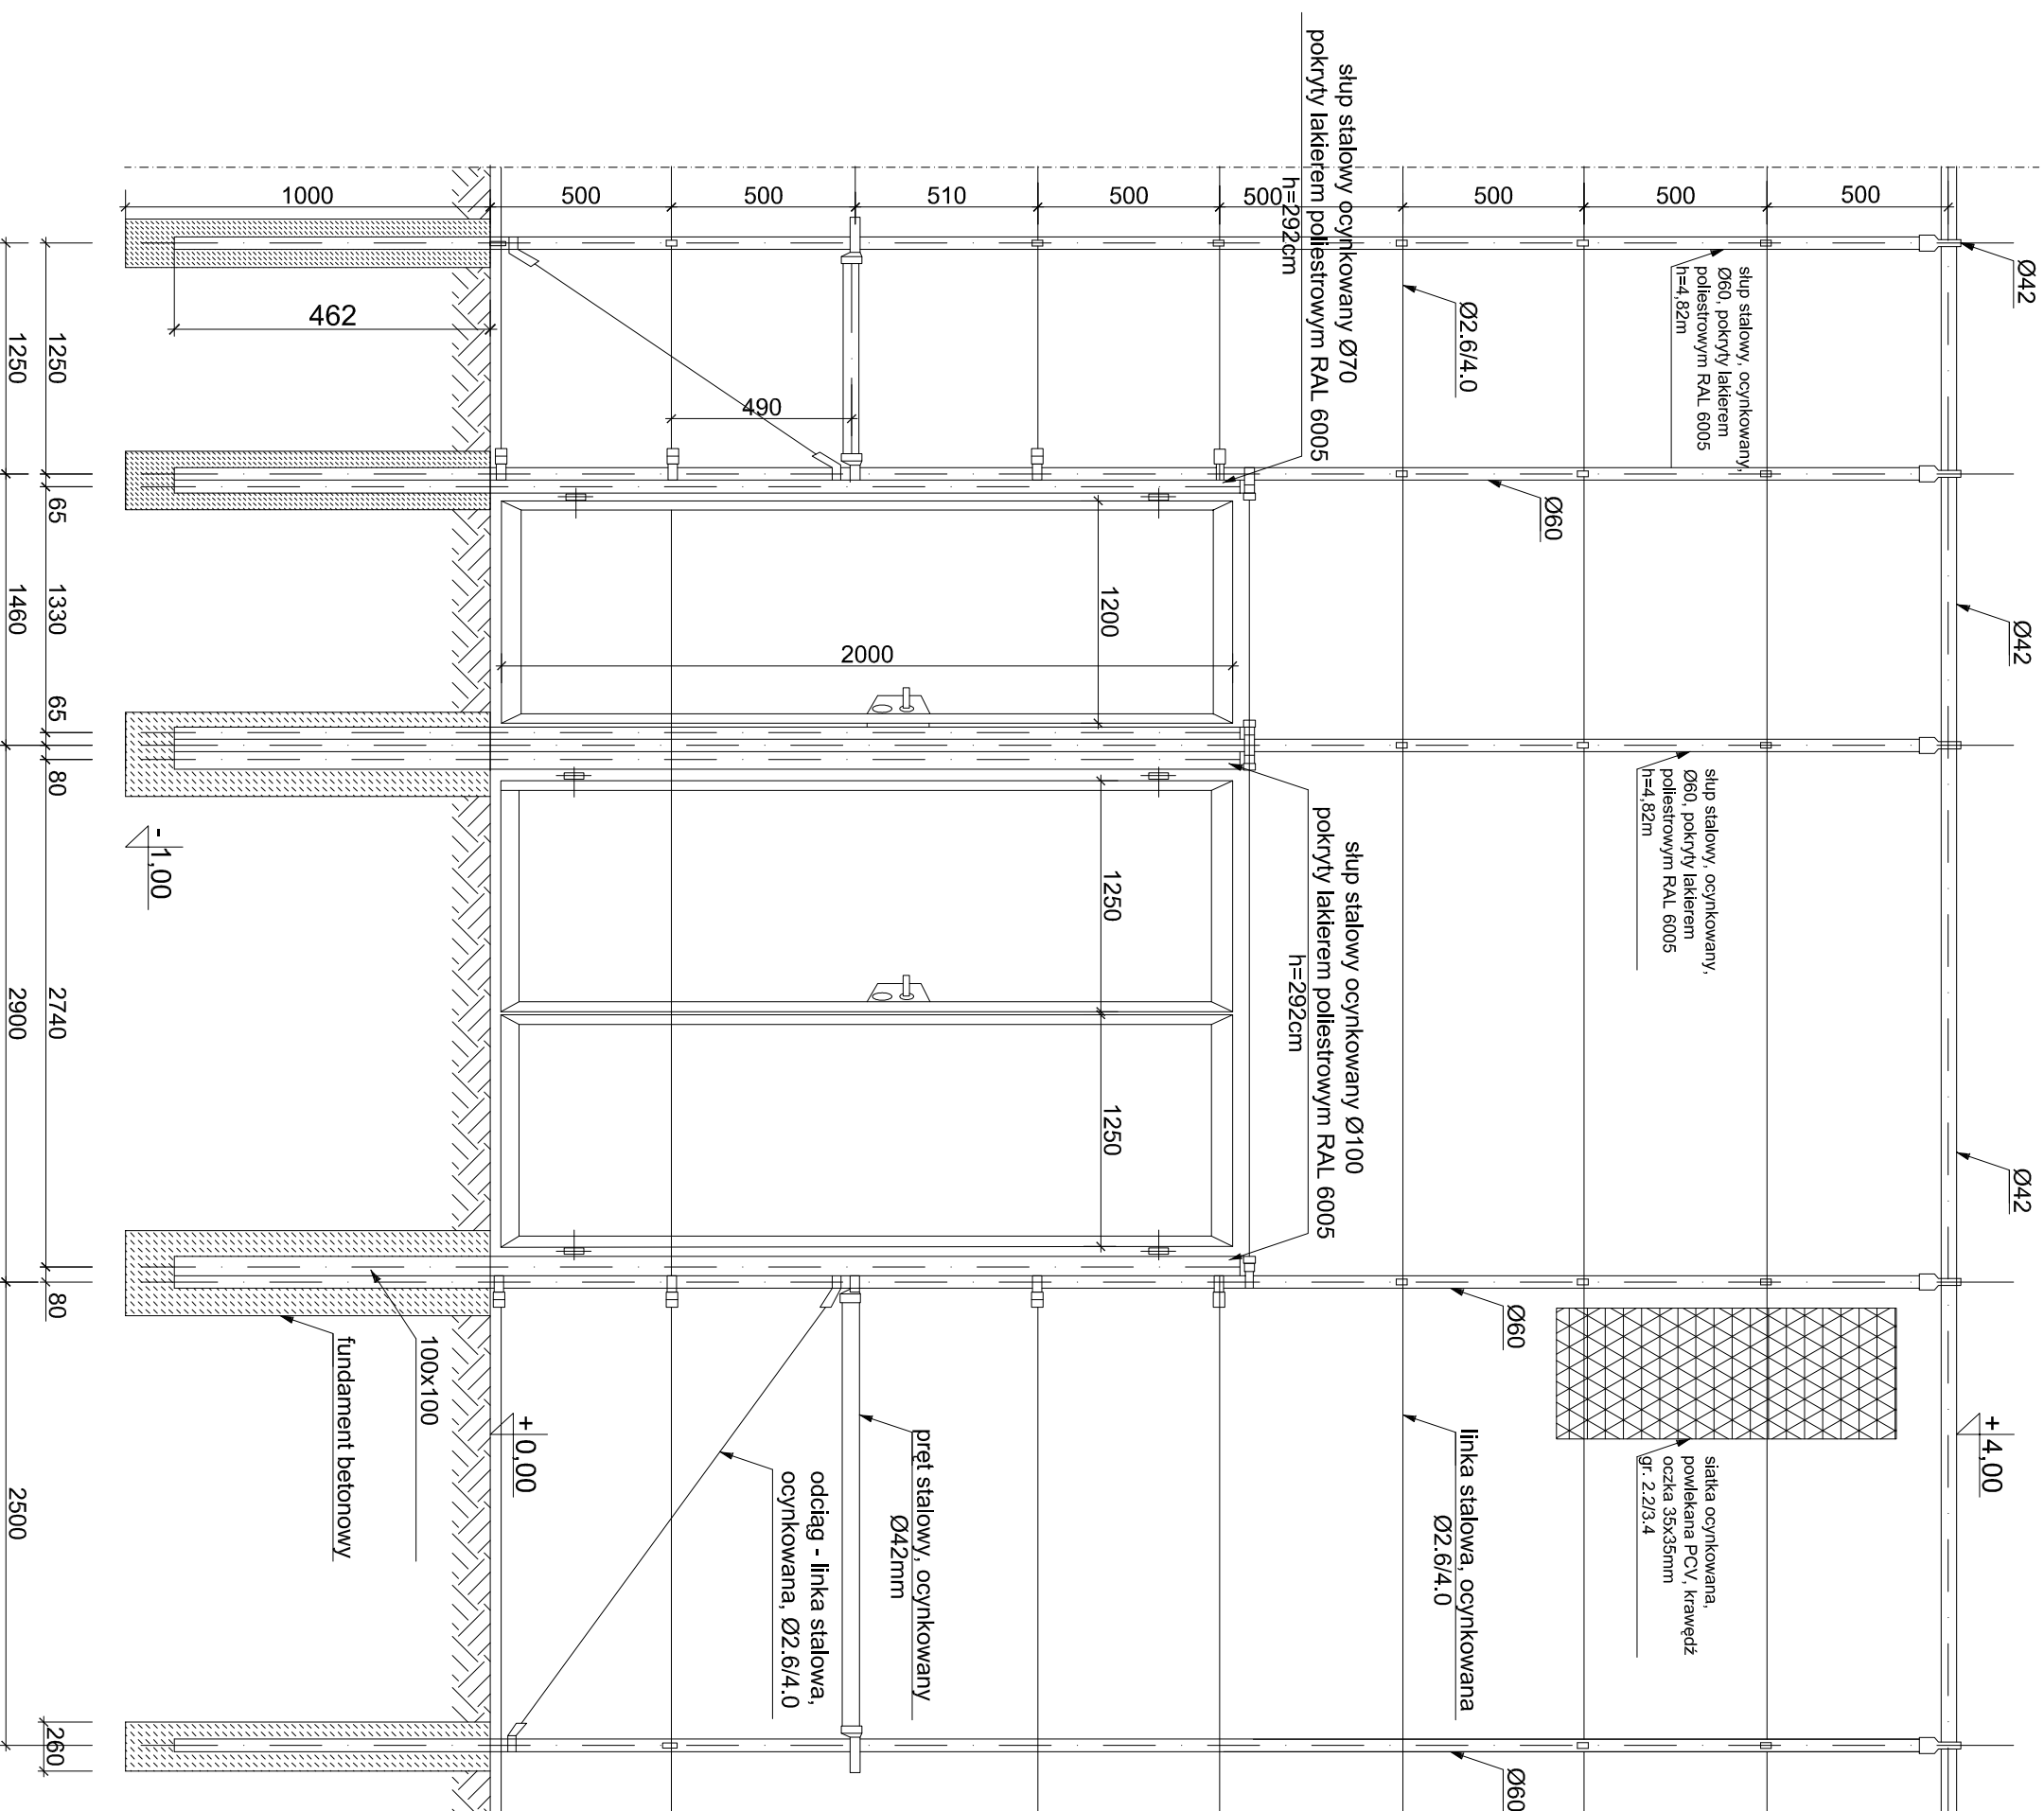 słup stalowy ocynkowany Ø70
pokryty lakierem poliestrowym RAL 6005
h=292cm
słup stalowy, ocynkowany,
Ø60, pokryty lakierem
poliestrowym RAL 6005
h=4,82m
Ø42
Ø42
Ø42
Ø2.6/4.0
Ø60
słup stalowy, ocynkowany,
Ø60, pokryty lakierem
poliestrowym RAL 6005
h=4,82m
słup stalowy ocynkowany Ø100
pokryty lakierem poliestrowym RAL 6005
h=292cm
Ø60
siatka ocynkowana,
powlekana PCV, krawędź
oczka 35x35mm
gr. 2.2/3.4
+4,00
linka stalowa, ocynkowana
Ø2.6/4.0
pręt stalowy, ocynkowany
Ø42mm
odciąg - linka stalowa,
ocynkowana, Ø2.6/4.0
+0,00
100x100
fundament betonowy
-1,00
Ø60
1000
500
500
510
500
500
500
500
500
462
490
1200
2000
1250
1250
1250
65
1330
65
80
2740
80
260
1250
1460
2900
2500